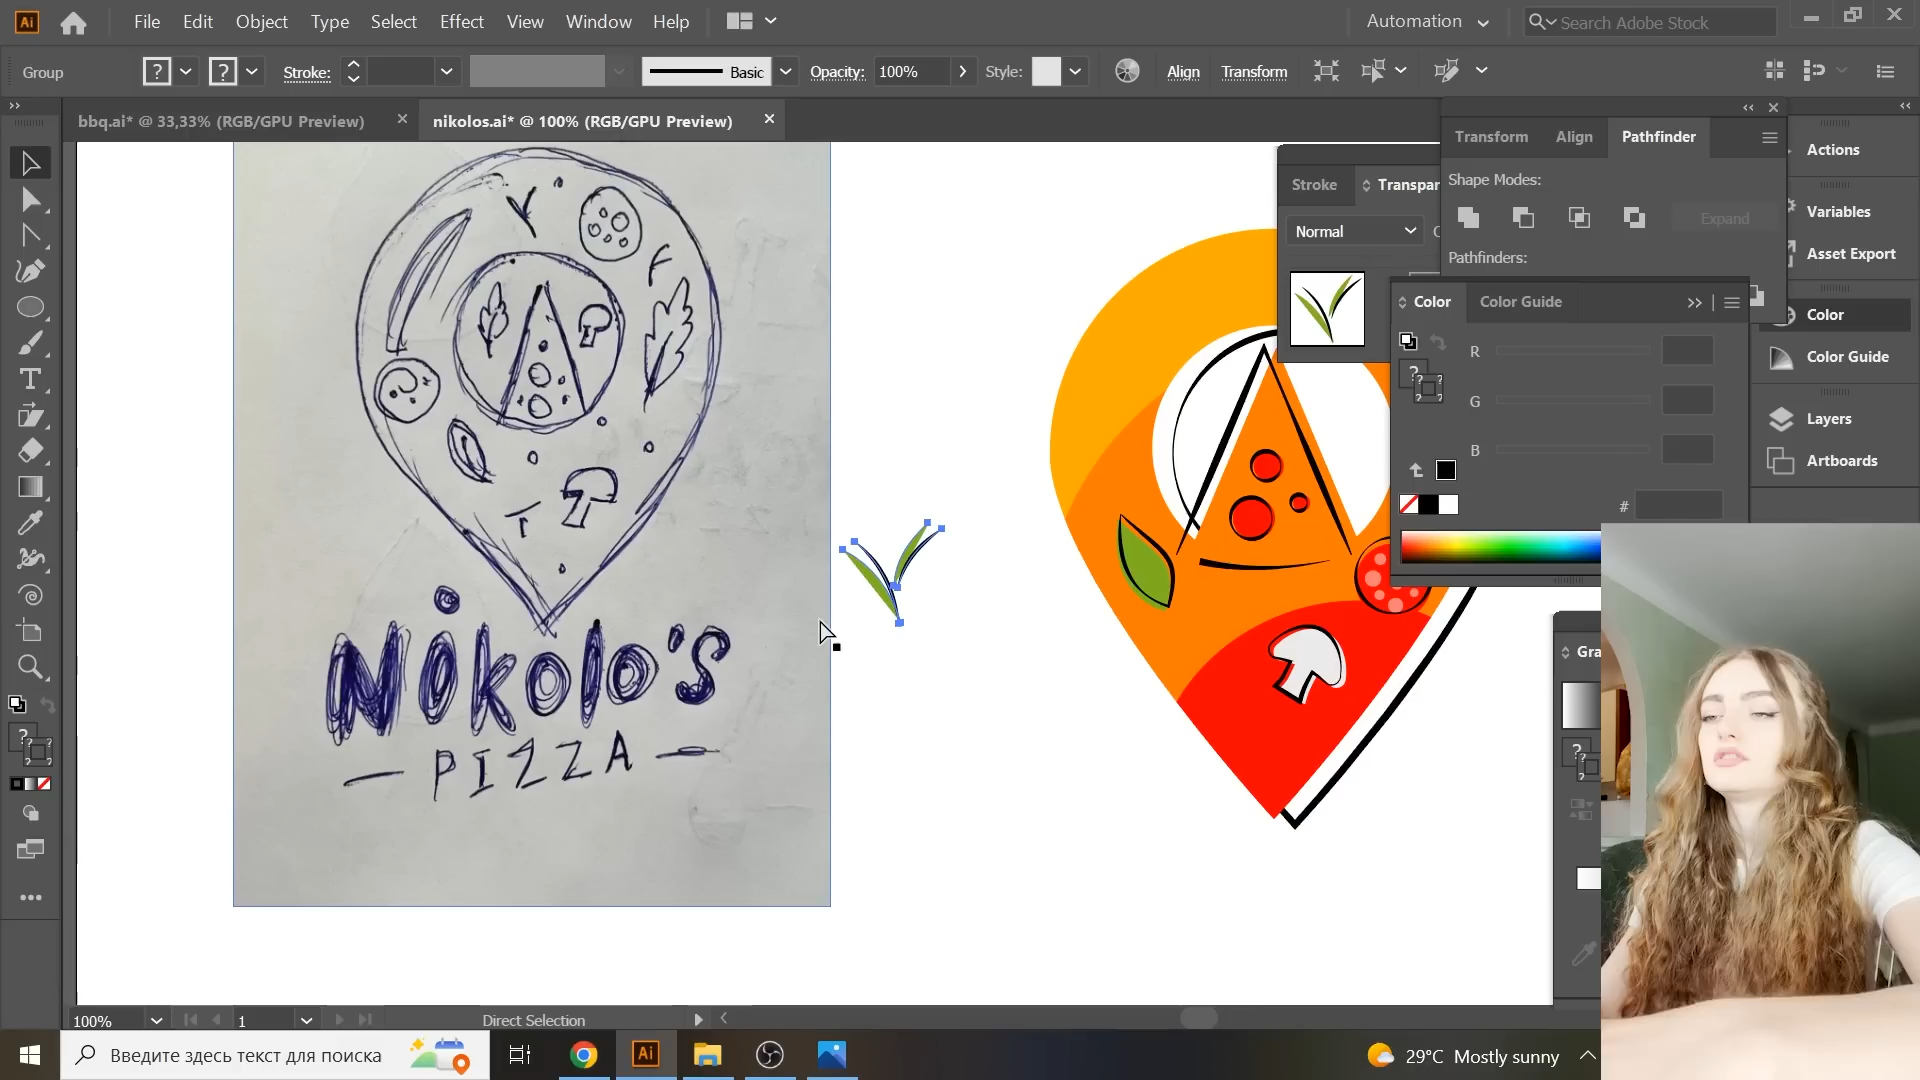 File Edit Object Type Select Effect View Window Help
Automation
Search Adobe Stock
Group
Stroke:
Basic
Opacity:
100%
Style:
Align
Transform
bbq.ai* @ 33,33% (RGB/GPU Preview)
nikolos.ai* @ 100% (RGB/GPU Preview)
Transform Align Pathfinder
Shape Modes:
Expand
Pathfinders:
Stroke
Normal
Color Color Guide
R
G
B
#
Actions
Variables
Asset Export
Color
Color Guide
Layers
Artboards
Nikolo's
PIZZA
100%
1
Direct Selection
Введите здесь текст для поиска
Ai
29°C Mostly sunny